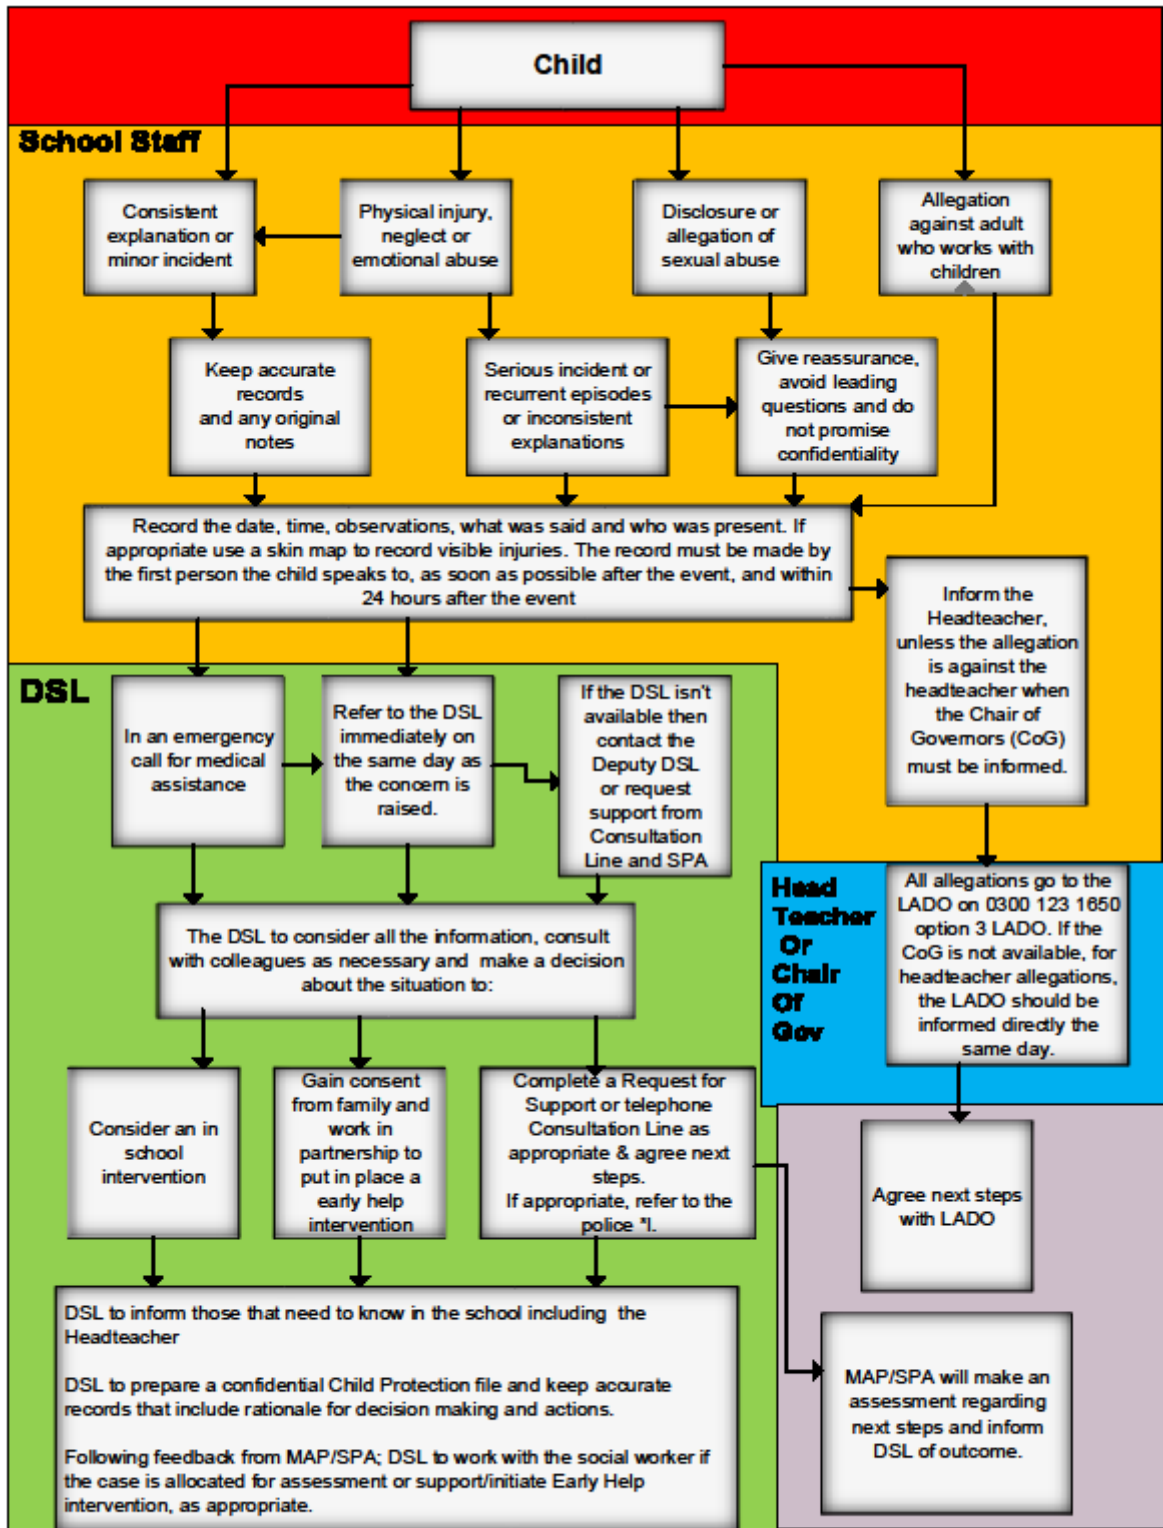 Child
School Staff
Consistent
explanation or
minor incident
Physical injury,
neglect or
emotional abuse
Disclosure or
allegation of
sexual abuse
Allegation
against adult
who works with
children
Keep accurate
records
and any original
notes
Serious incident or
recurrent episodes
or inconsistent
explanations
Give reassurance,
avoid leading
questions and do
not promise
confidentiality
Record the date, time, observations, what was said and who was present. If
appropriate use a skin map to record visible injuries. The record must be made by
the first person the child speaks to, as soon as possible after the event, and within
24 hours after the event
Inform the
Headteacher,
unless the allegation
is against the
headteacher when
the Chair of
Governors (CoG)
must be informed.
DSL
In an emergency
call for medical
assistance
Refer to the DSL
immediately on
the same day as
the concern is
raised.
If the DSL isn't
available then
contact the
Deputy DSL
or request
support from
Consultation
Line and SPA
Head
Teacher
Or
Chair
Of
Gov
All allegations go to the
LADO on 0300 123 1650
option 3 LADO. If the
CoG is not available, for
headteacher allegations,
the LADO should be
informed directly the
same day.
The DSL to consider all the information, consult
with colleagues as necessary and make a decision
about the situation to:
Consider an in
school
intervention
Gain consent
from family and
work in
partnership to
put in place a
early help
intervention
Complete a Request for
Support or telephone
Consultation Line as
appropriate & agree next
steps.
If appropriate, refer to the
police *I.
Agree next steps
with LADO
DSL to inform those that need to know in the school including the
Headteacher
DSL to prepare a confidential Child Protection file and keep accurate
records that include rationale for decision making and actions.
Following feedback from MAP/SPA; DSL to work with the social worker if
the case is allocated for assessment or support/initiate Early Help
intervention, as appropriate.
MAP/SPA will make an
assessment regarding
next steps and inform
DSL of outcome.